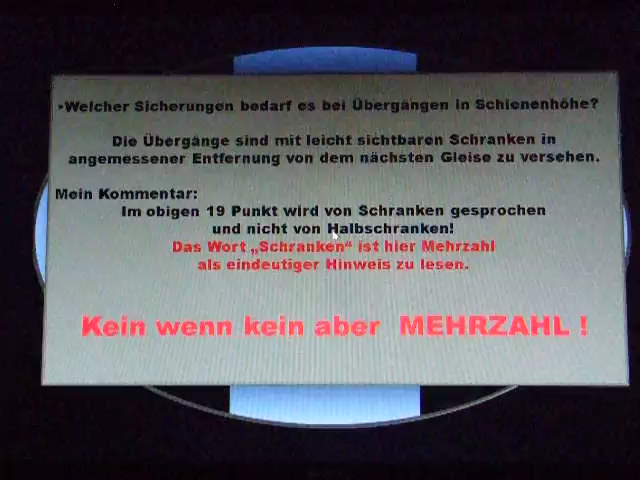 •Welcher Sicherungen bedarf es bei Übergängen in Schienenhöhe?
Die Übergänge sind mit leicht sichtbaren Schranken in
angemessener Entfernung von dem nächsten Gleise zu versehen.
Mein Kommentar:
Im obigen 19 Punkt wird von Schranken gesprochen
und nicht von Halbschranken!
Das Wort „Schranken“ ist hier Mehrzahl
als eindeutiger Hinweis zu lesen.
Kein wenn kein aber MEHRZAHL !